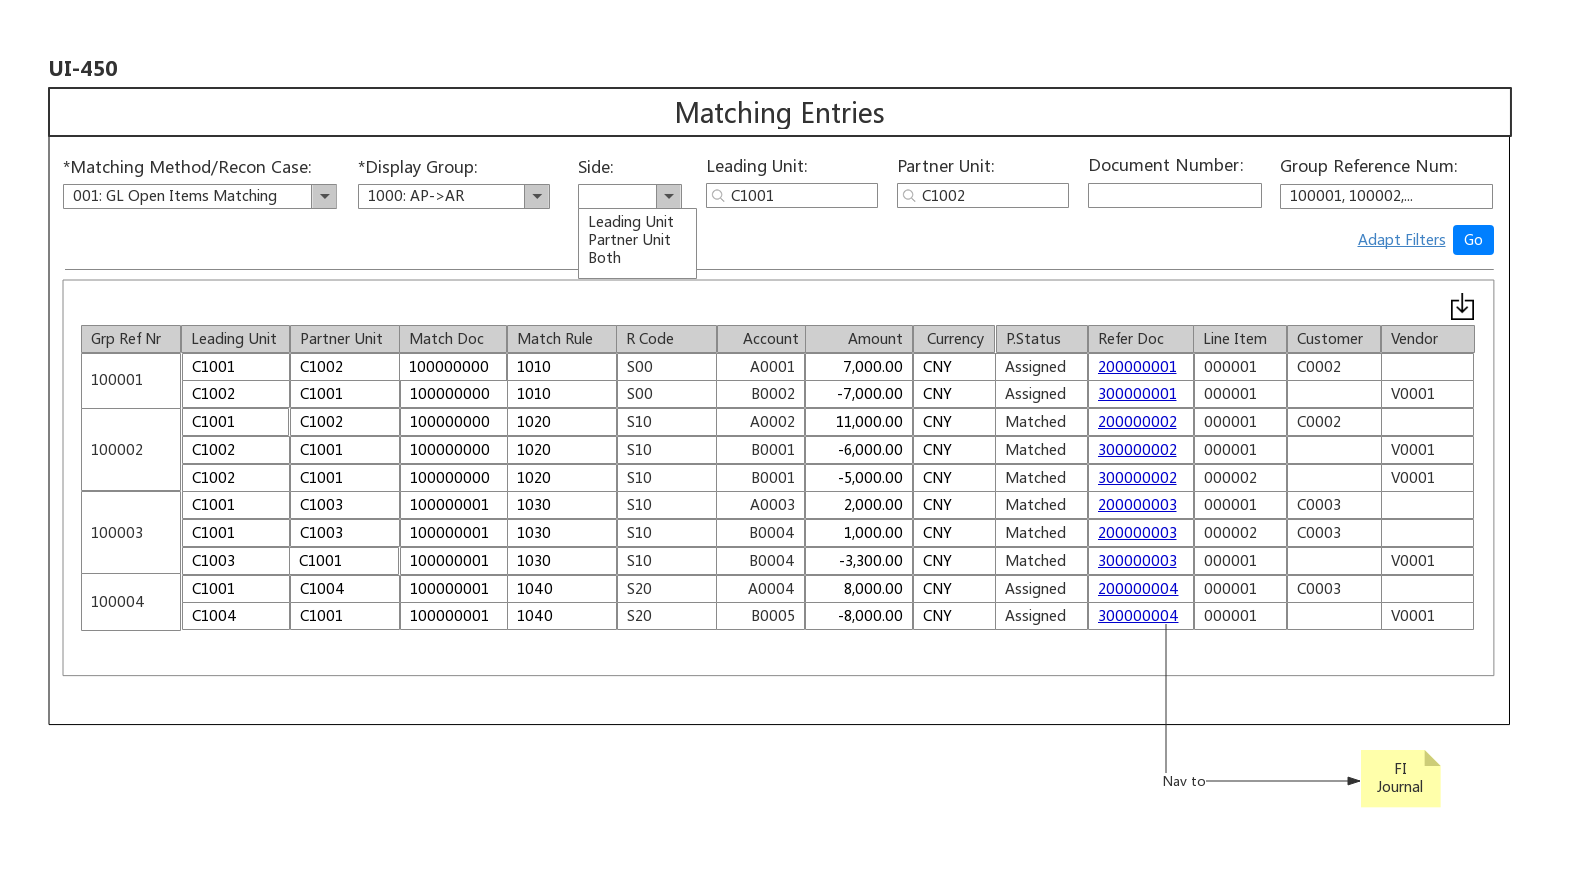 UI-450
Matching Entries
*Matching Method/Recon Case: *Display Group: Side: Leading Unit: Partner Unit: Document Number: Group Reference Num:
001: GL Open Items Matching 1000: AP->AR C1001 C1002 100001, 100002,...
Leading Unit
Partner Unit
Both
Adapt Filters Go
Grp Ref Nr Leading Unit Partner Unit Match Doc Match Rule R Code Account Amount Currency P.Status Refer Doc Line Item Customer Vendor
100001 C1001 C1002 100000000 1010 S00 A0001 7,000.00 CNY Assigned 200000001 000001 C0002
C1002 C1001 100000000 1010 S00 B0002 -7,000.00 CNY Assigned 300000001 000001 V0001
100002 C1001 C1002 100000000 1020 S10 A0002 11,000.00 CNY Matched 200000002 000001 C0002
C1002 C1001 100000000 1020 S10 B0001 -6,000.00 CNY Matched 300000002 000001 V0001
C1002 C1001 100000000 1020 S10 B0001 -5,000.00 CNY Matched 300000002 000002 V0001
100003 C1001 C1003 100000001 1030 S10 A0003 2,000.00 CNY Matched 200000003 000001 C0003
C1001 C1003 100000001 1030 S10 B0004 1,000.00 CNY Matched 200000003 000002 C0003
C1003 C1001 100000001 1030 S10 B0004 -3,300.00 CNY Matched 300000003 000001 V0001
100004 C1001 C1004 100000001 1040 S20 A0004 8,000.00 CNY Assigned 200000004 000001 C0003
C1004 C1001 100000001 1040 S20 B0005 -8,000.00 CNY Assigned 300000004 000001 V0001
Nav to
FI
Journal